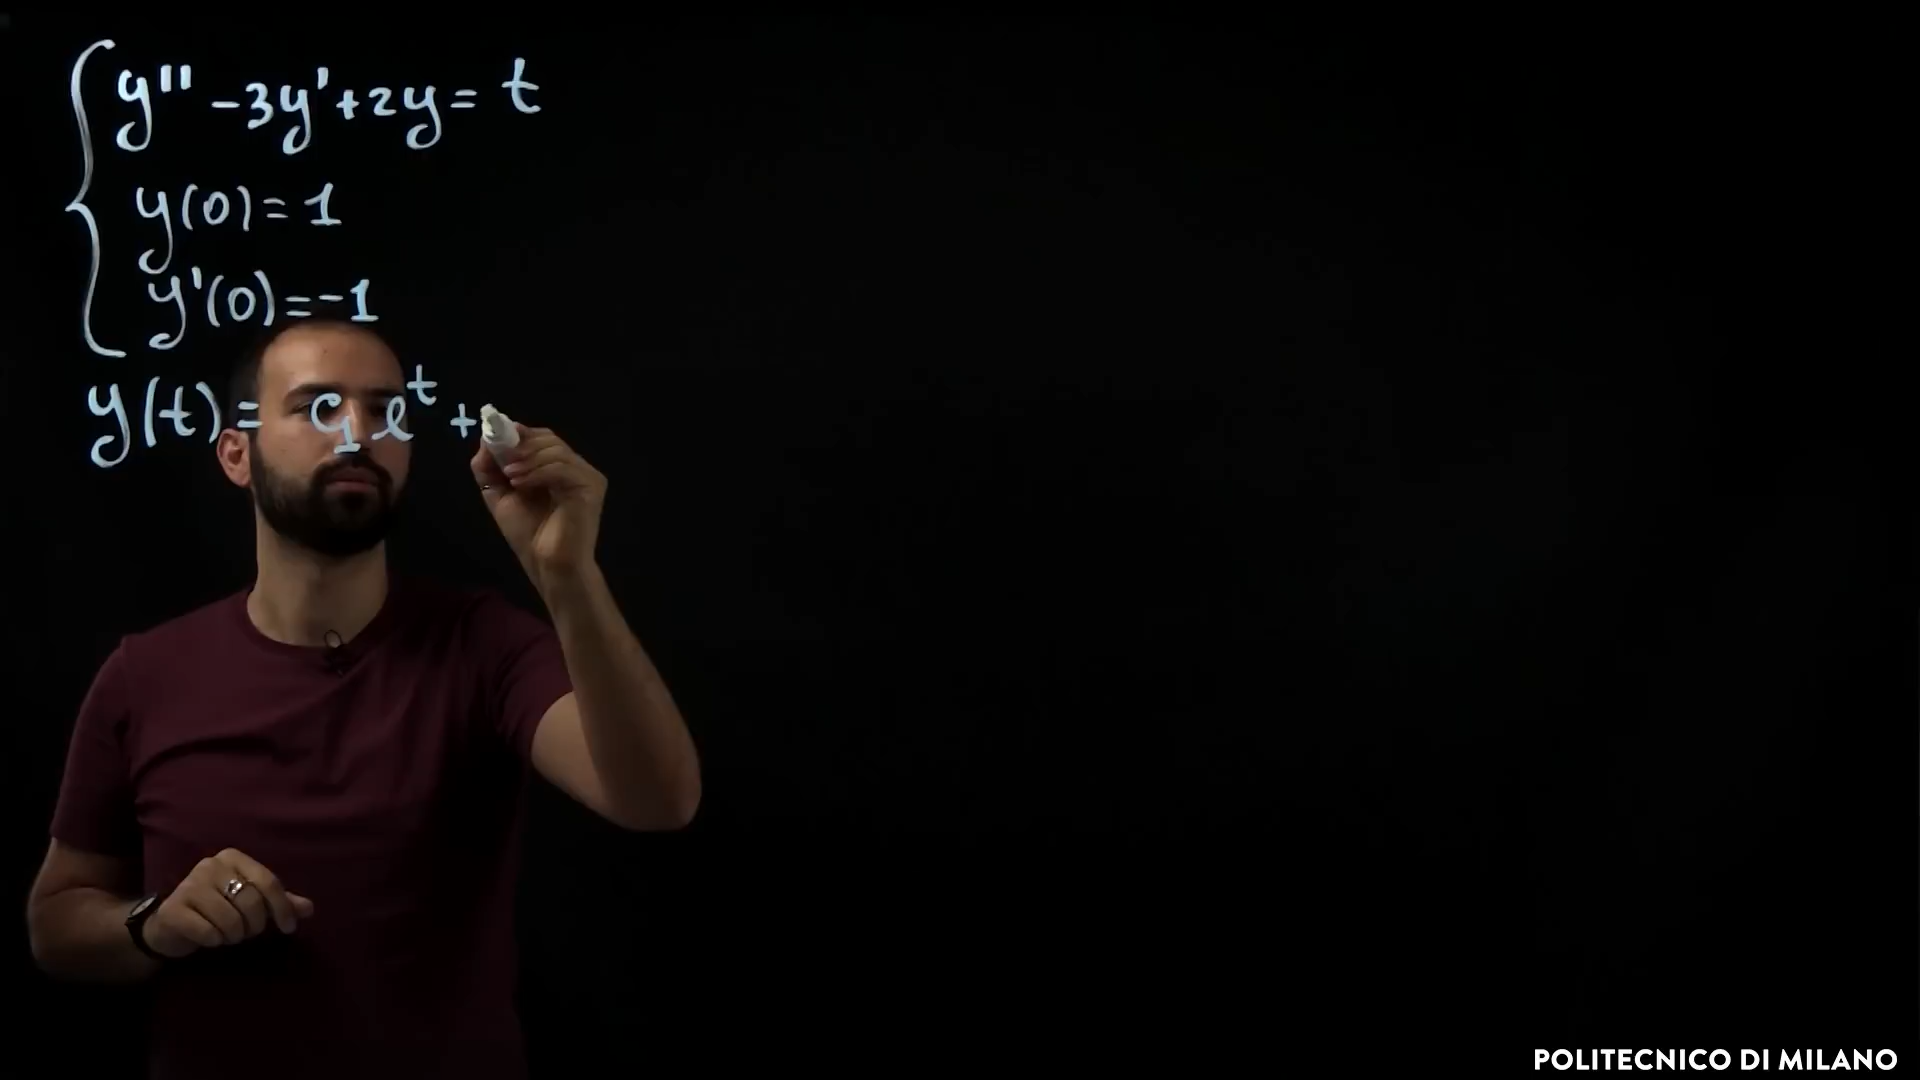 y'' -3y'+2y= t
y(0)= 1
y'(0)=-1
y(t)= c₁ e^t +
POLITECNICO DI MILANO